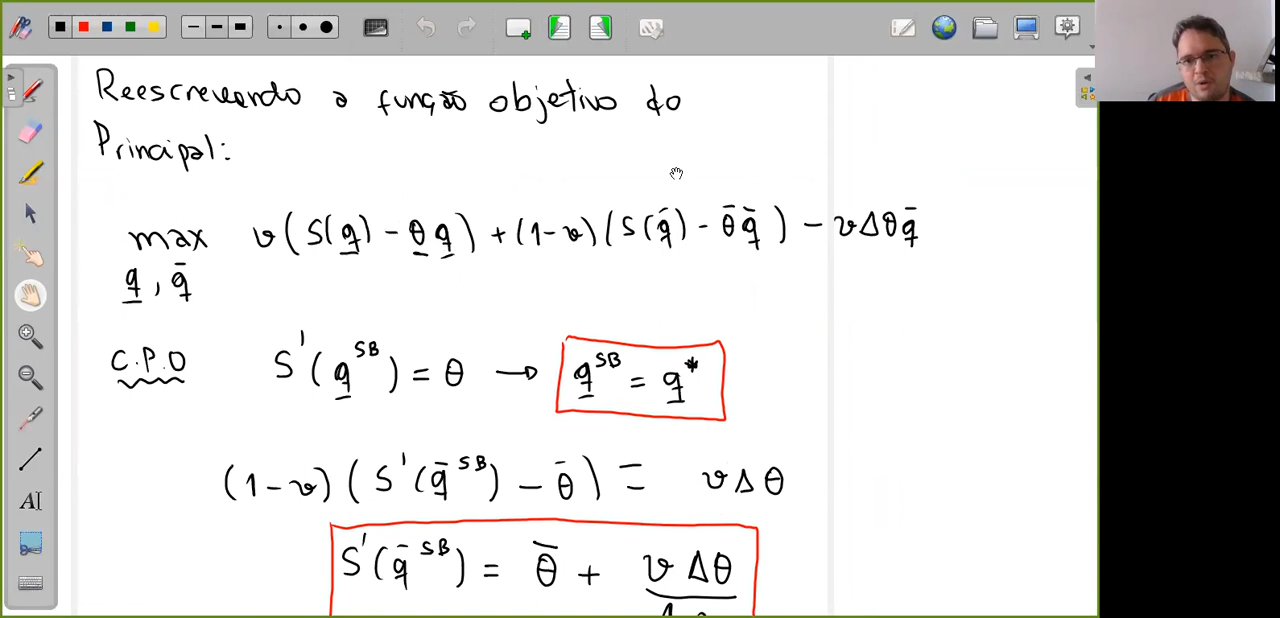 Reescrevendo a função objetivo do
Principal:
max ν(S(q̲) - θ̲q̲) + (1-ν)(S(q̄) - θ̄q̄) - νΔθq̄
q̲, q̄
C.P.O S'(q̲^SB) = θ → q̲^SB = q̲*
(1-ν)(S'(q̄^SB) - θ̄) = νΔθ
S'(q̄^SB) = θ̄ + νΔθ